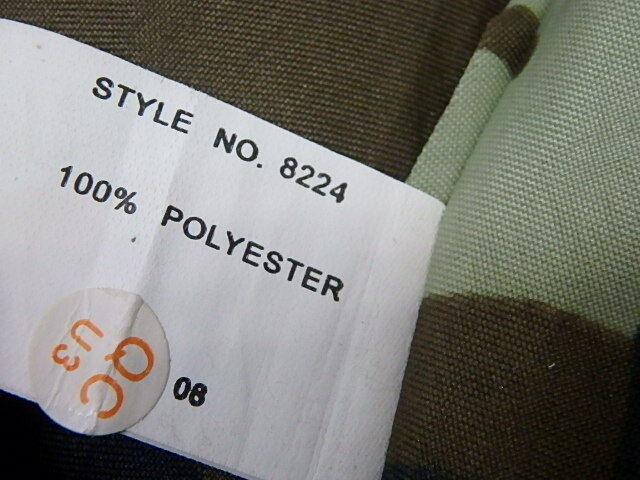 STYLE NO. 8224
100% POLYESTER
08
QC
U3